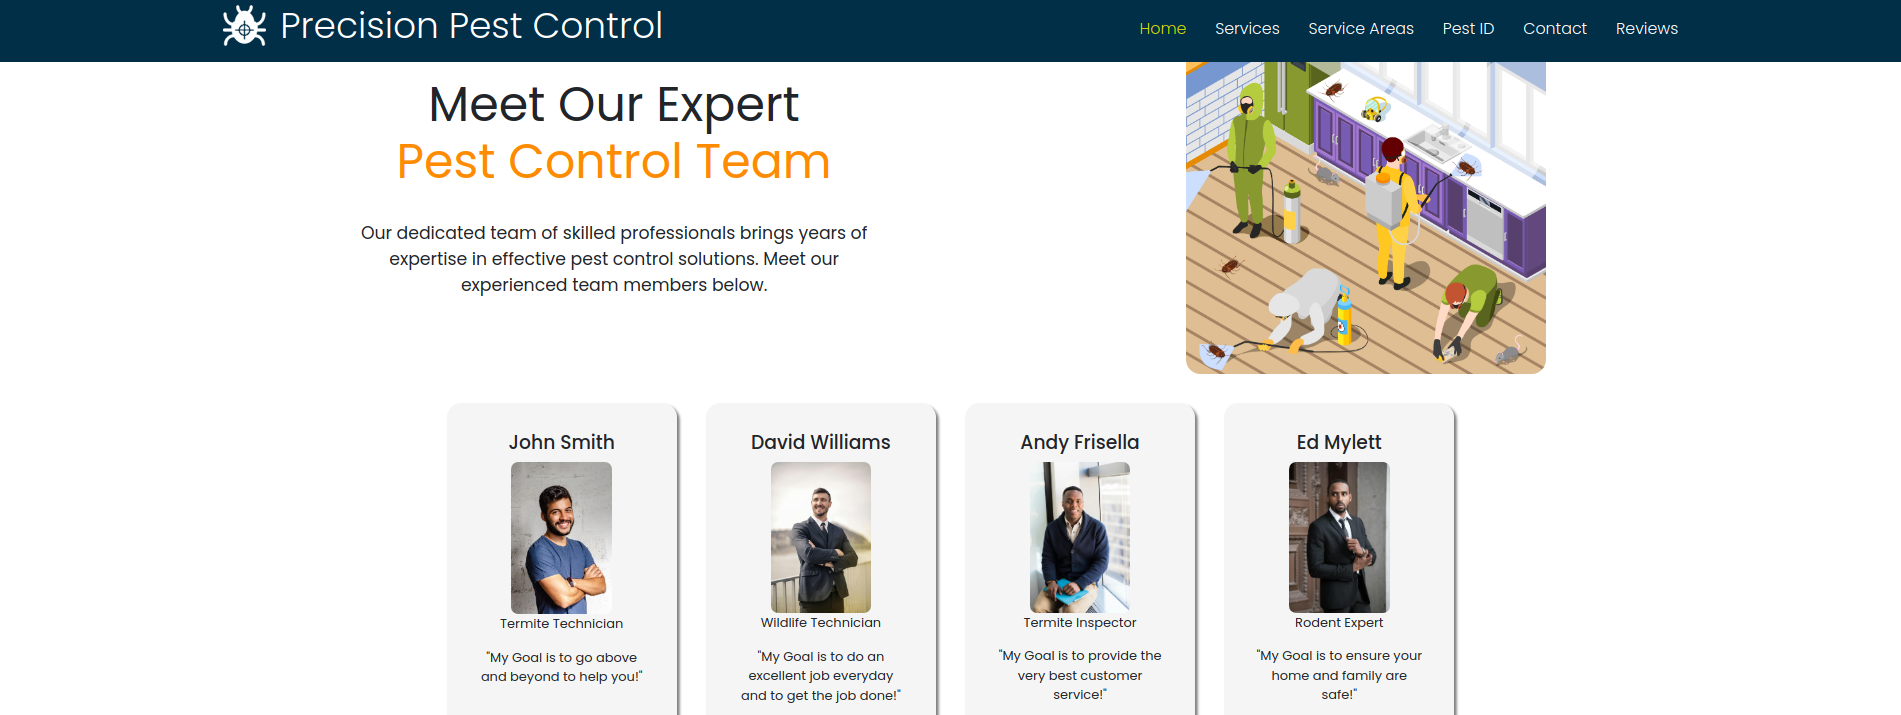 Precision Pest Control
Home Services Service Areas Pest ID Contact Reviews
Meet Our Expert
Pest Control Team
Our dedicated team of skilled professionals brings years of
expertise in effective pest control solutions. Meet our
experienced team members below.
John Smith
Termite Technician
"My Goal is to go above
and beyond to help you!"
David Williams
Wildlife Technician
"My Goal is to do an
excellent job everyday
and to get the job done!"
Andy Frisella
Termite Inspector
"My Goal is to provide the
very best customer
service!"
Ed Mylett
Rodent Expert
"My Goal is to ensure your
home and family are
safe!"